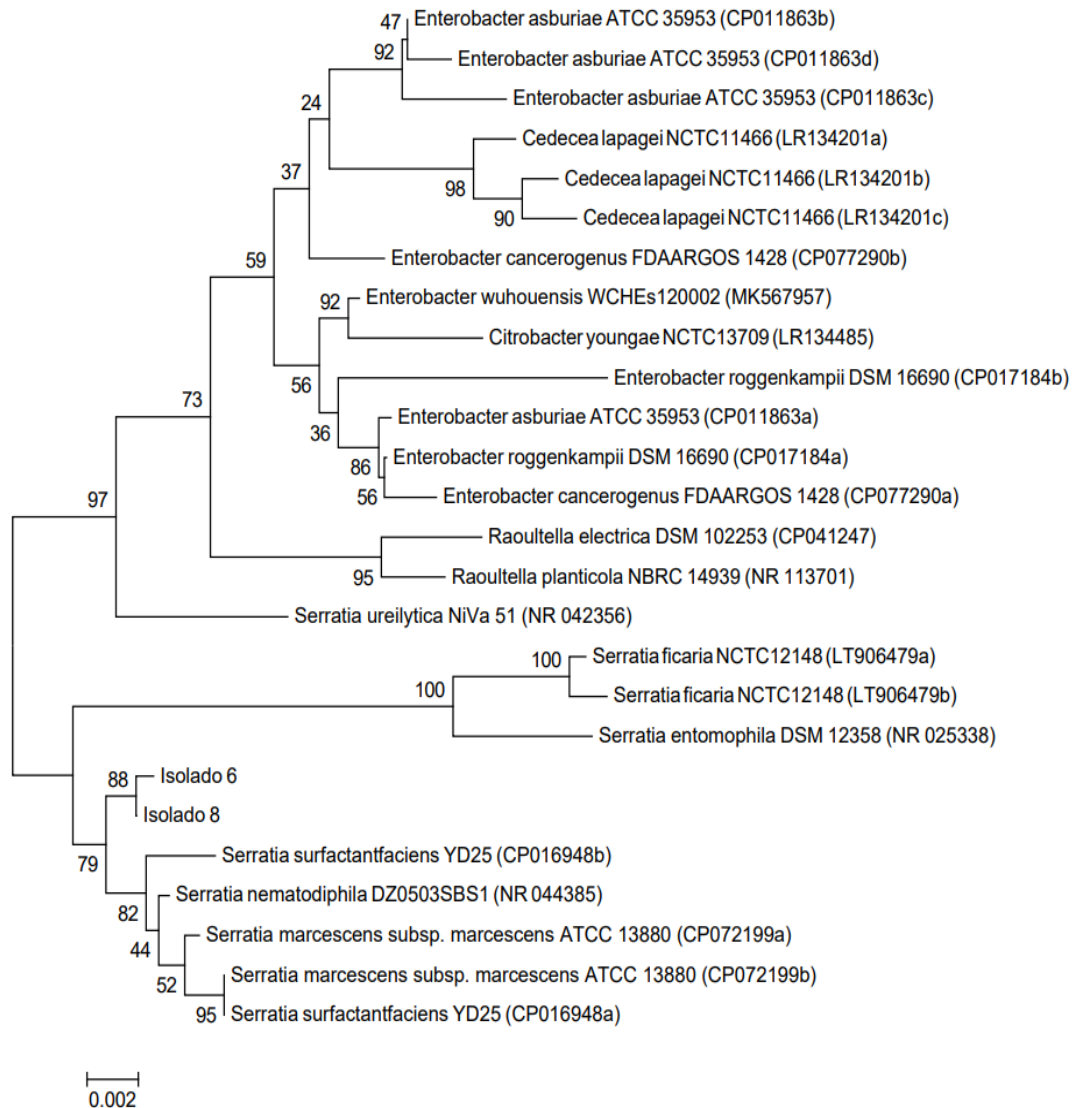 47
Enterobacter asburiae ATCC 35953 (CP011863b)
92
Enterobacter asburiae ATCC 35953 (CP011863d)
Enterobacter asburiae ATCC 35953 (CP011863c)
24
Cedecea lapagei NCTC11466 (LR134201a)
37
Cedecea lapagei NCTC11466 (LR134201b)
98
90
Cedecea lapagei NCTC11466 (LR134201c)
59
Enterobacter cancerogenus FDAARGOS 1428 (CP077290b)
92
Enterobacter wuhouensis WCHEs120002 (MK567957)
Citrobacter youngae NCTC13709 (LR134485)
56
Enterobacter roggenkampii DSM 16690 (CP017184b)
73
Enterobacter asburiae ATCC 35953 (CP011863a)
36
Enterobacter roggenkampii DSM 16690 (CP017184a)
86
56
Enterobacter cancerogenus FDAARGOS 1428 (CP077290a)
97
Raoultella electrica DSM 102253 (CP041247)
95
Raoultella planticola NBRC 14939 (NR 113701)
Serratia ureilytica NiVa 51 (NR 042356)
100
Serratia ficaria NCTC12148 (LT906479a)
100
Serratia ficaria NCTC12148 (LT906479b)
Serratia entomophila DSM 12358 (NR 025338)
88
Isolado 6
Isolado 8
79
Serratia surfactantfaciens YD25 (CP016948b)
Serratia nematodiphila DZ0503SBS1 (NR 044385)
82
Serratia marcescens subsp. marcescens ATCC 13880 (CP072199a)
44
Serratia marcescens subsp. marcescens ATCC 13880 (CP072199b)
52
95
Serratia surfactantfaciens YD25 (CP016948a)
0.002